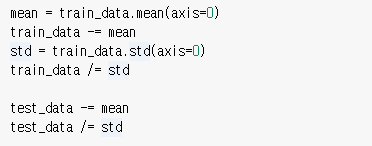 mean = train_data.mean(axis=0)
train_data -= mean
std = train_data.std(axis=0)
train_data /= std

test_data -= mean
test_data /= std